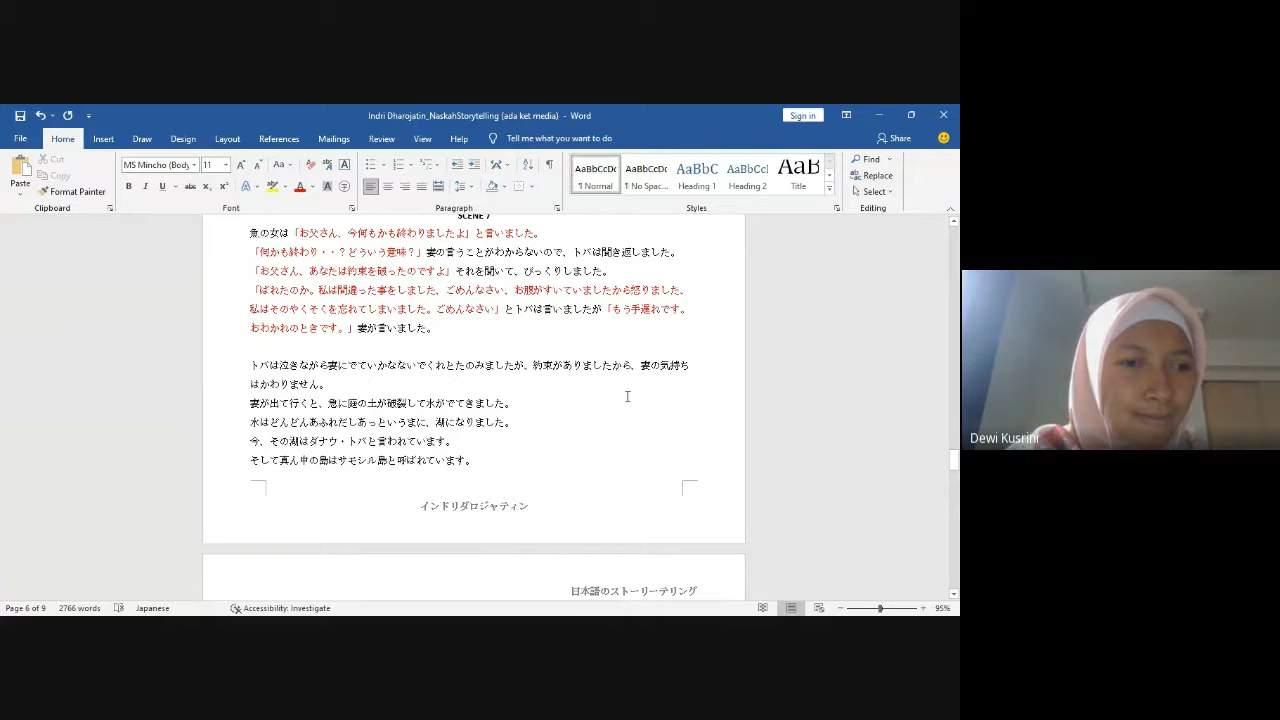 Indri Dharojatin_NaskahStorytelling (ada ket media) - Word
Sign in
File Home Insert Draw Design Layout References Mailings Review View Help Tell me what you want to do Share
Paste
Cut
Copy
Format Painter
Clipboard
MS Mincho (Body 11
Font
Paragraph
AaBbCcDc AaBbCcDc AaBbC AaBbCcI AaB
¶ Normal ¶ No Spac... Heading 1 Heading 2 Title
Styles
Find
Replace
Select
Editing
SCENE 7
魚の女は「お父さん、今何もかも終わりましたよ」と言いました。
「何かも終わり・・?どういう意味?」妻の言うことがわからないので、トバは聞き返しました。
「お父さん、あなたは約束を破ったのですよ」それを聞いて、びっくりしました。
「ばれたのか。私は間違った事をしました、ごめんなさい、お腹がすいていましたから怒りました、
私はそのやくそくを忘れてしまいました。ごめんなさい」とトバは言いましたが「もう手遅れです。
おわかれのときです。」妻が言いました。
トバは泣きながら妻にでていかなないでくれとたのみましたが、約束がありましたから、妻の気持ち
はかわりません。
妻が出て行くと、急に庭の土が破裂して水がでてきました。
水はどんどんあふれだしあっというまに、湖になりました。
今、その湖はダナウ・トバと言われています。
そして真ん中の島はサモシル島と呼ばれています。
インドリダロジャティン
日本語のストーリーテリング
Page 6 of 9 2766 words Japanese Accessibility: Investigate 95%
Dewi Kusrini